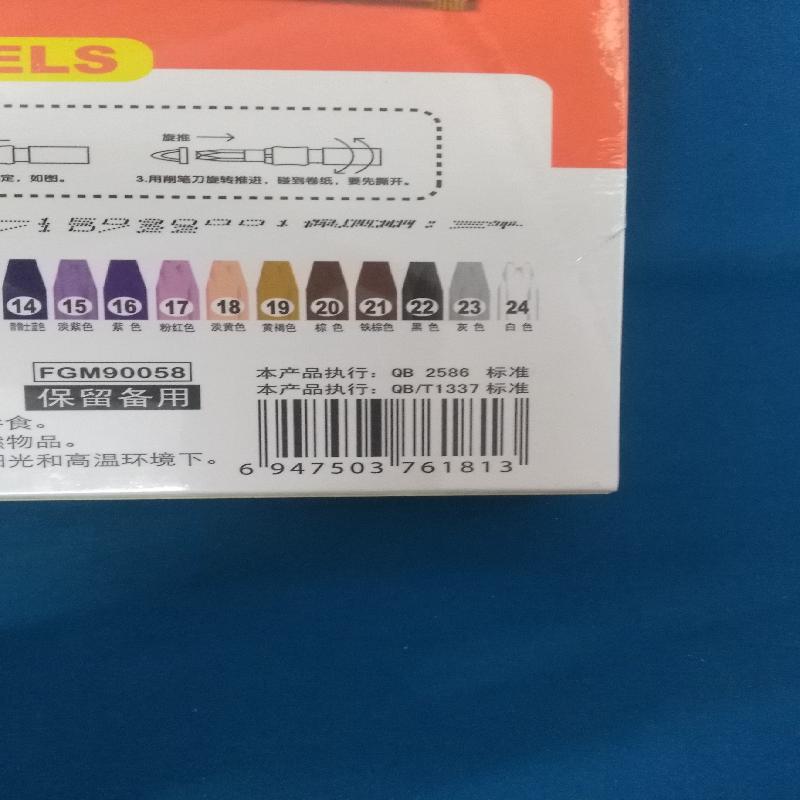 ELS
旋推
定，如图。
3.用削笔刀旋转推进，碰到卷纸，要先撕开。
14 15 16 17 18 19 20 21 22 23 24
普鲁士蓝色 淡紫色 紫色 粉红色 淡黄色 黄褐色 棕色 铁棕色 黑色 灰色 白色
FGM90058
保留备用
本产品执行：QB 2586 标准
本产品执行：QB/T1337 标准
食。
物品。
阳光和高温环境下。
6 947503 761813